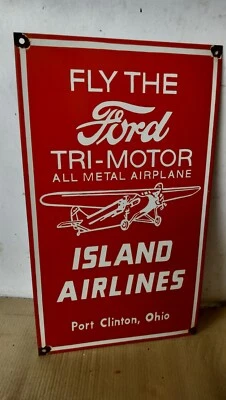 FLY THE
Ford
TRI-MOTOR
ALL METAL AIRPLANE
ISLAND
AIRLINES
Port Clinton, Ohio